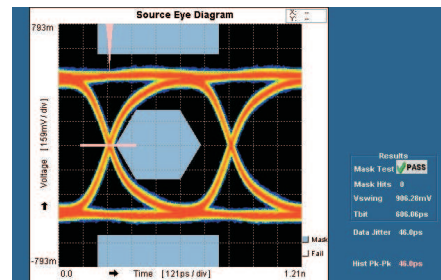 Source Eye Diagram
X: --
Y: --
793m
Voltage [159mV / div]
-793m
0.0
Time [121ps / div]
1.21n
Mask
Fail
Results
Mask Test PASS
Mask Hits 0
Vswing 906.20mV
Tbit 606.06ps
Data Jitter 46.0ps
Hist Pk-Pk 46.0ps